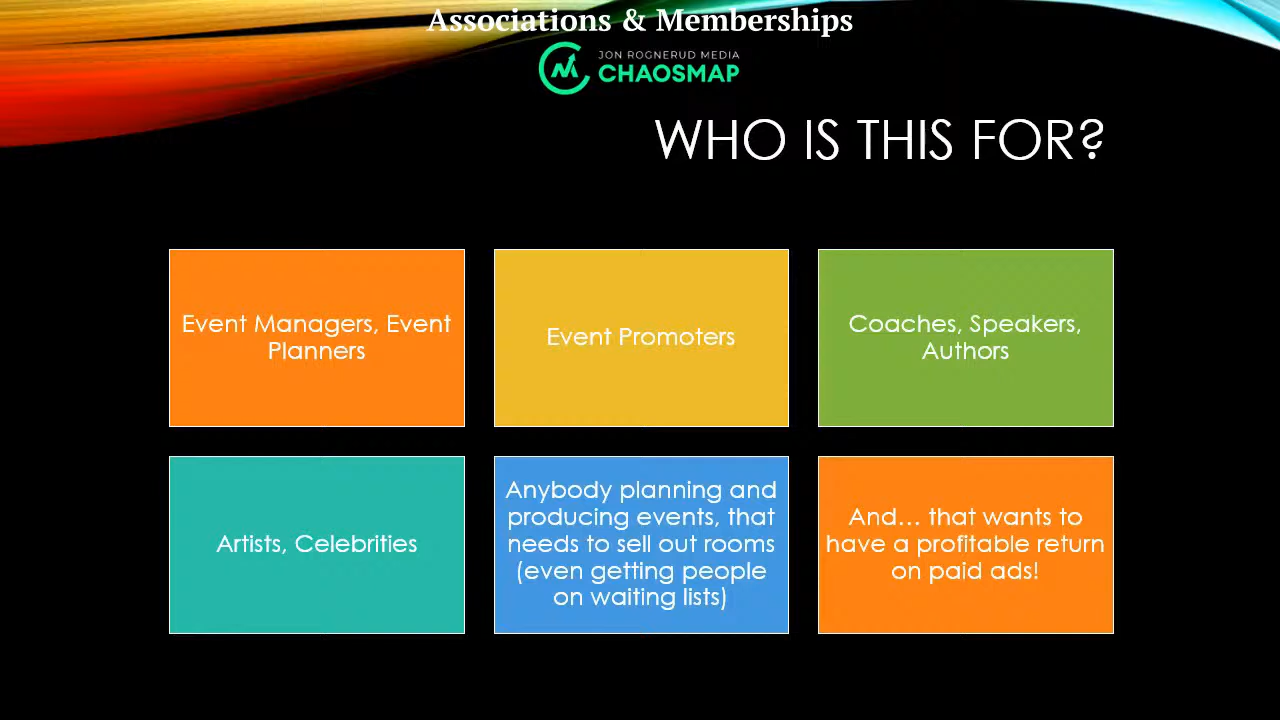 Associations & Memberships
JON ROGNERUD MEDIA
CHAOSMAP
WHO IS THIS FOR?
Event Managers, Event
Planners
Event Promoters
Coaches, Speakers,
Authors
Artists, Celebrities
Anybody planning and
producing events, that
needs to sell out rooms
(even getting people
on waiting lists)
And... that wants to
have a profitable return
on paid ads!